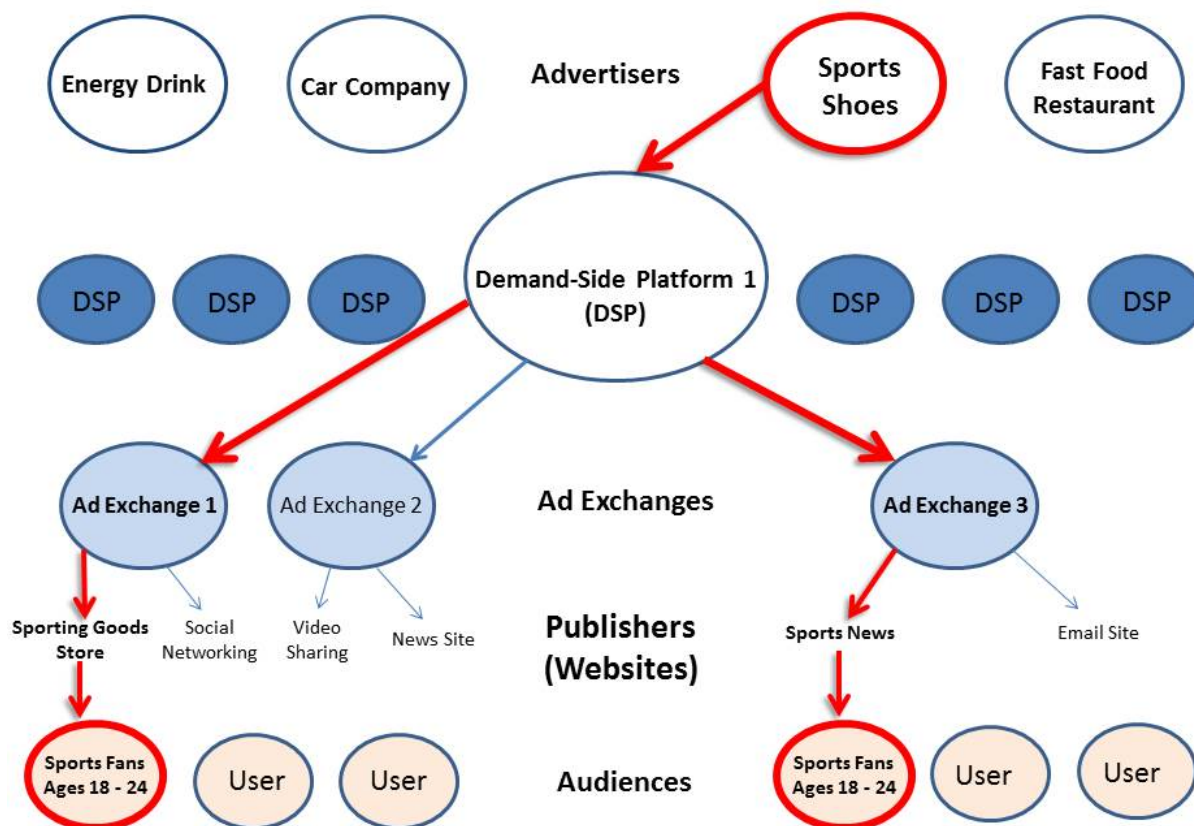 Energy Drink
Car Company
Advertisers
Sports
Shoes
Fast Food
Restaurant
DSP
DSP
DSP
Demand-Side Platform 1
(DSP)
DSP
DSP
DSP
Ad Exchange 1
Ad Exchange 2
Ad Exchanges
Ad Exchange 3
Sporting Goods
Store
Social
Networking
Video
Sharing
News Site
Publishers
(Websites)
Sports News
Email Site
Sports Fans
Ages 18 - 24
User
User
Audiences
Sports Fans
Ages 18 - 24
User
User